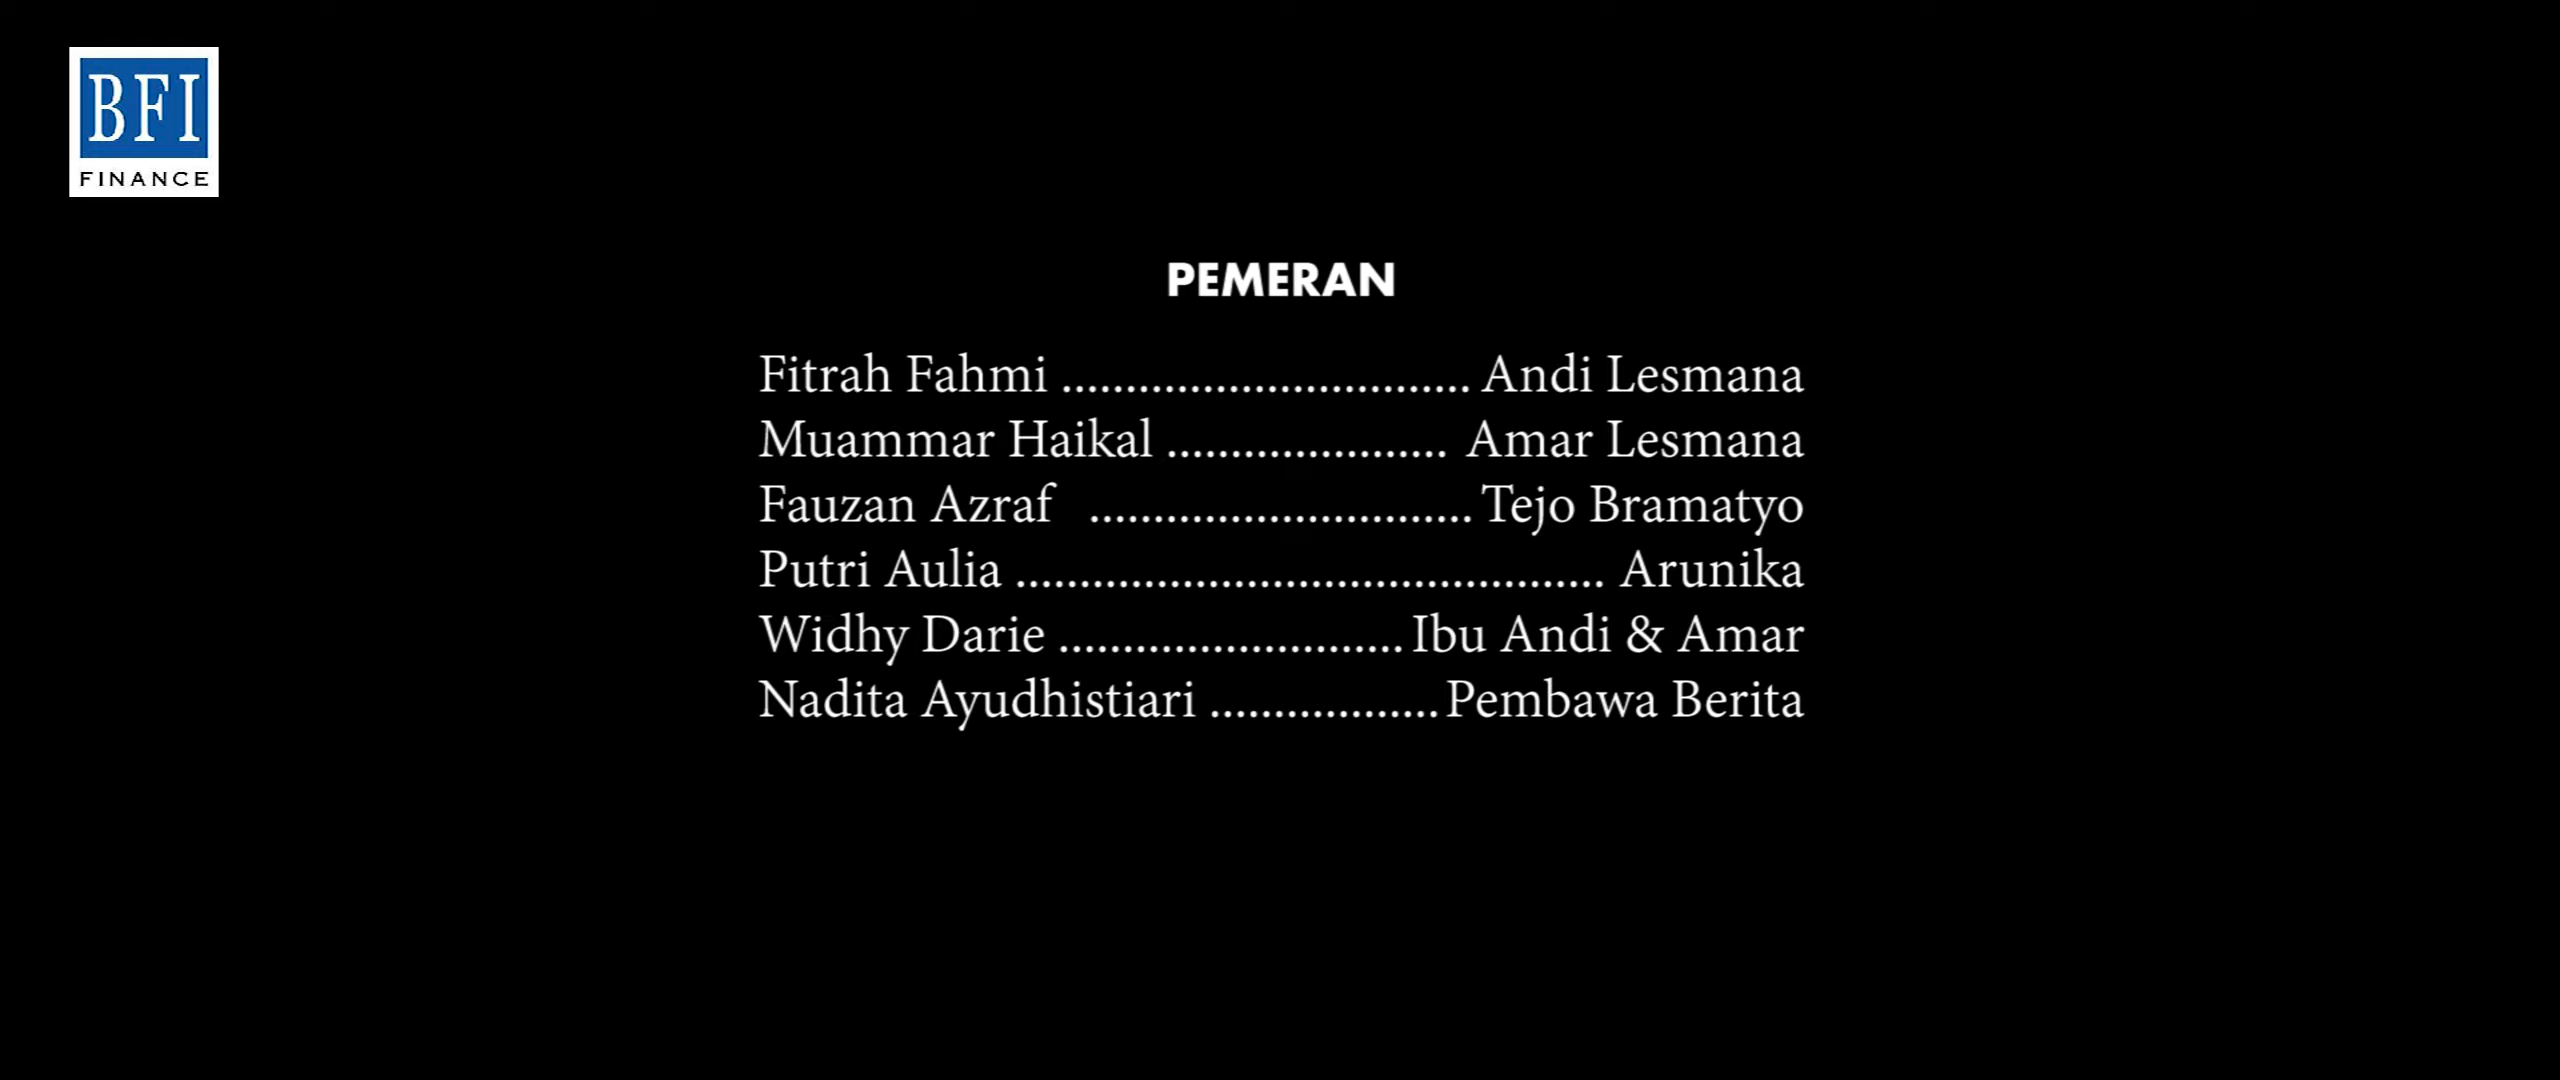 BFI
FINANCE
PEMERAN
Fitrah Fahmi ................................ Andi Lesmana
Muammar Haikal ...................... Amar Lesmana
Fauzan Azraf .............................. Tejo Bramatyo
Putri Aulia .............................................. Arunika
Widhy Darie ........................... Ibu Andi & Amar
Nadita Ayudhistiari .................. Pembawa Berita